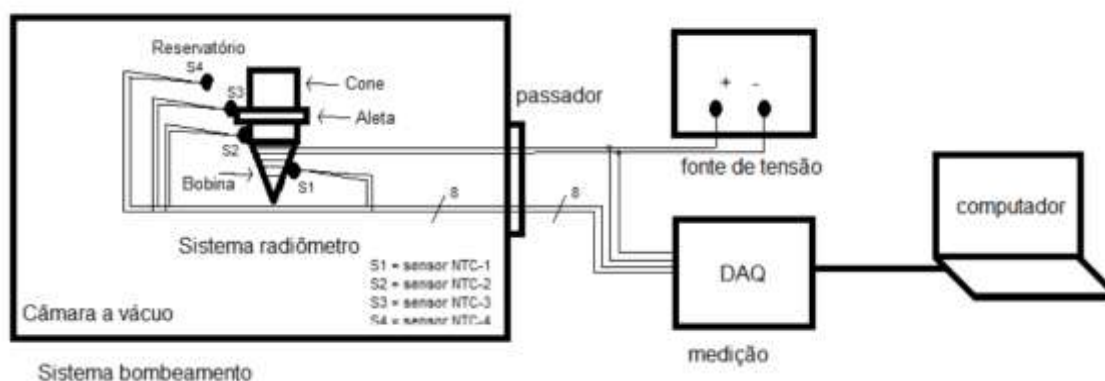 Reservatório
S4
Cone
S3
Aleta
S2
Bobina
S1
8
Sistema radiômetro
S1 = sensor NTC-1
S2 = sensor NTC-2
S3 = sensor NTC-3
S4 = sensor NTC-4
Câmara a vácuo
Sistema bombeamento
passador
8
+ -
fonte de tensão
DAQ
medição
computador